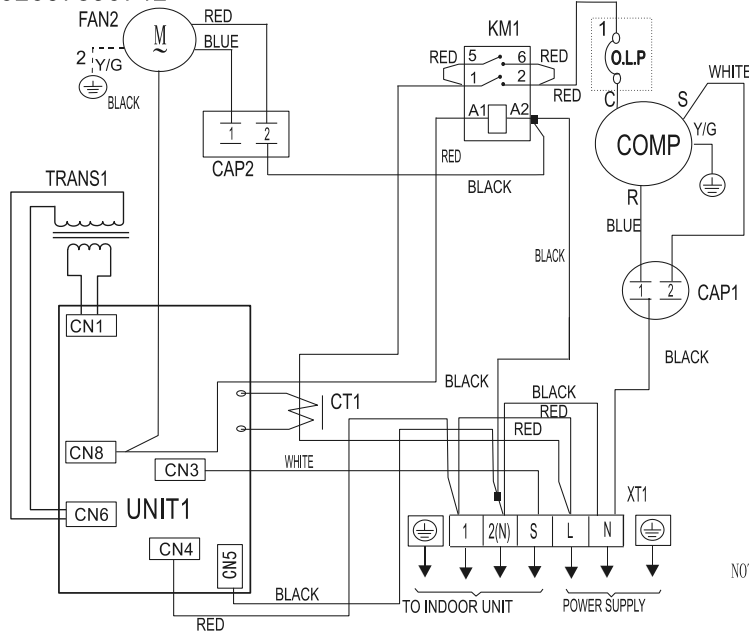 FAN2
RED
BLUE
M
~
2
Y/G
BLACK
1 2
CAP2
TRANS1
CN1
CN8
CN3
CN6
UNIT1
CN4
CN5
KM1
RED
5 6
RED
1 2
RED
A1 A2
RED
BLACK
BLACK
1
O.L.P
C
S
WHITE
COMP
Y/G
R
BLUE
1 2
CAP1
BLACK
CT1
BLACK
BLACK
RED
RED
WHITE
XT1
1 2(N) S L N
BLACK
RED
TO INDOOR UNIT
POWER SUPPLY
NOT